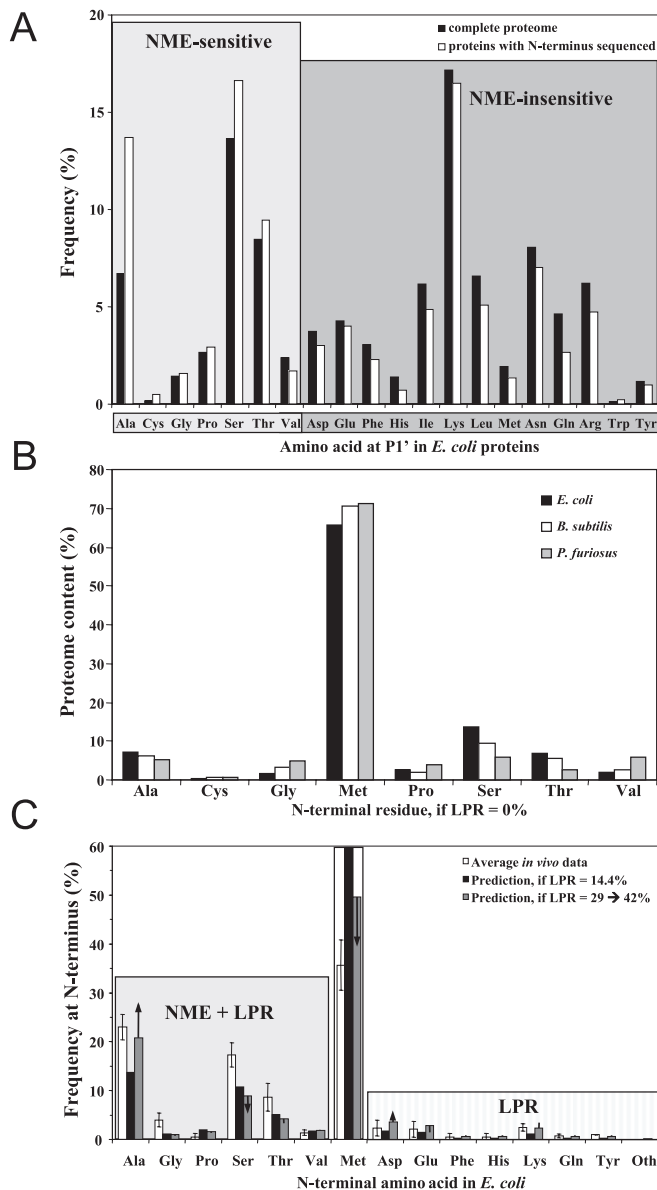 A
20
15
10
5
0
Frequency (%)
NME-sensitive
complete proteome
proteins with N-terminus sequenced
NME-insensitive
Ala Cys Gly Pro Ser Thr Val Asp Glu Phe His Ile Lys Leu Met Asn Gln Arg Trp Tyr
Amino acid at P1' in E. coli proteins
B
80
70
60
50
40
30
20
10
0
Proteome content (%)
E. coli
B. subtilis
P. furiosus
Ala Cys Gly Met Pro Ser Thr Val
N-terminal residue, if LPR = 0%
C
60
50
40
30
20
10
0
Frequency at N-terminus (%)
Average in vivo data
Prediction, if LPR = 14.4%
Prediction, if LPR = 29 → 42%
NME + LPR
LPR
Ala Gly Pro Ser Thr Val Met Asp Glu Phe His Lys Gln Tyr Oth
N-terminal amino acid in E. coli